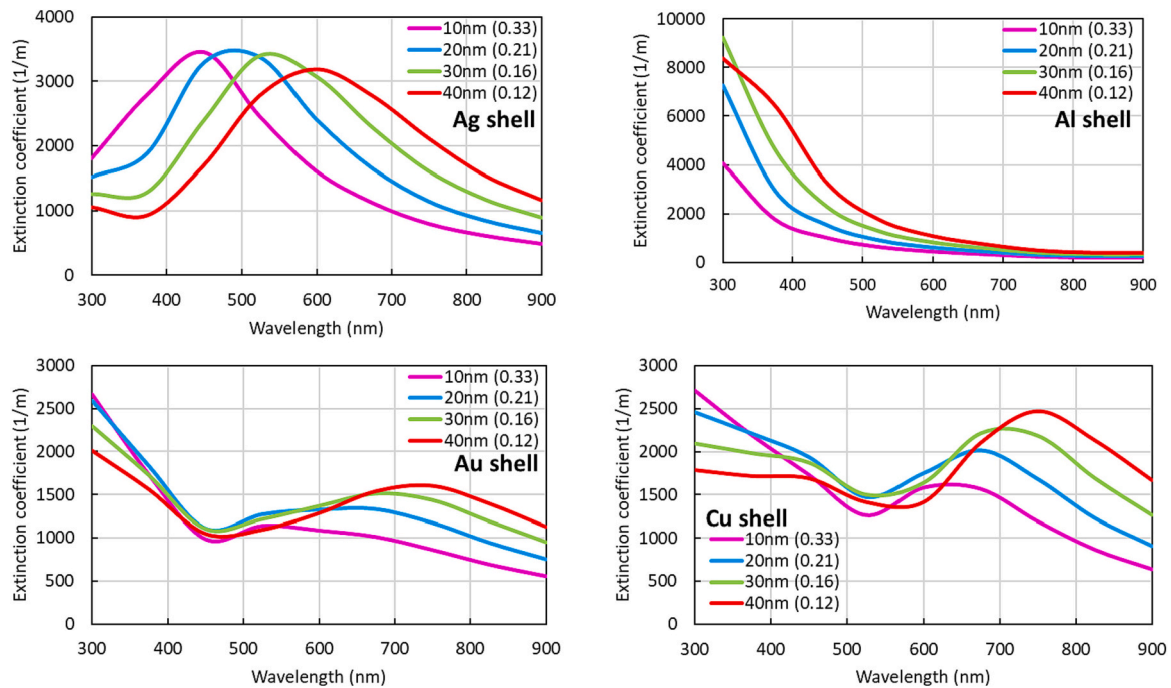 Extinction coefficient (1/m)
4000
3000
2000
1000
0
300 400 500 600 700 800 900
Wavelength (nm)
10nm (0.33)
20nm (0.21)
30nm (0.16)
40nm (0.12)
Ag shell
Extinction coefficient (1/m)
10000
8000
6000
4000
2000
0
300 400 500 600 700 800 900
Wavelength (nm)
10nm (0.33)
20nm (0.21)
30nm (0.16)
40nm (0.12)
Al shell
Extinction coefficient (1/m)
3000
2500
2000
1500
1000
500
0
300 400 500 600 700 800 900
Wavelength (nm)
10nm (0.33)
20nm (0.21)
30nm (0.16)
40nm (0.12)
Au shell
Extinction coefficient (1/m)
3000
2500
2000
1500
1000
500
0
300 400 500 600 700 800 900
Wavelength (nm)
Cu shell
10nm (0.33)
20nm (0.21)
30nm (0.16)
40nm (0.12)